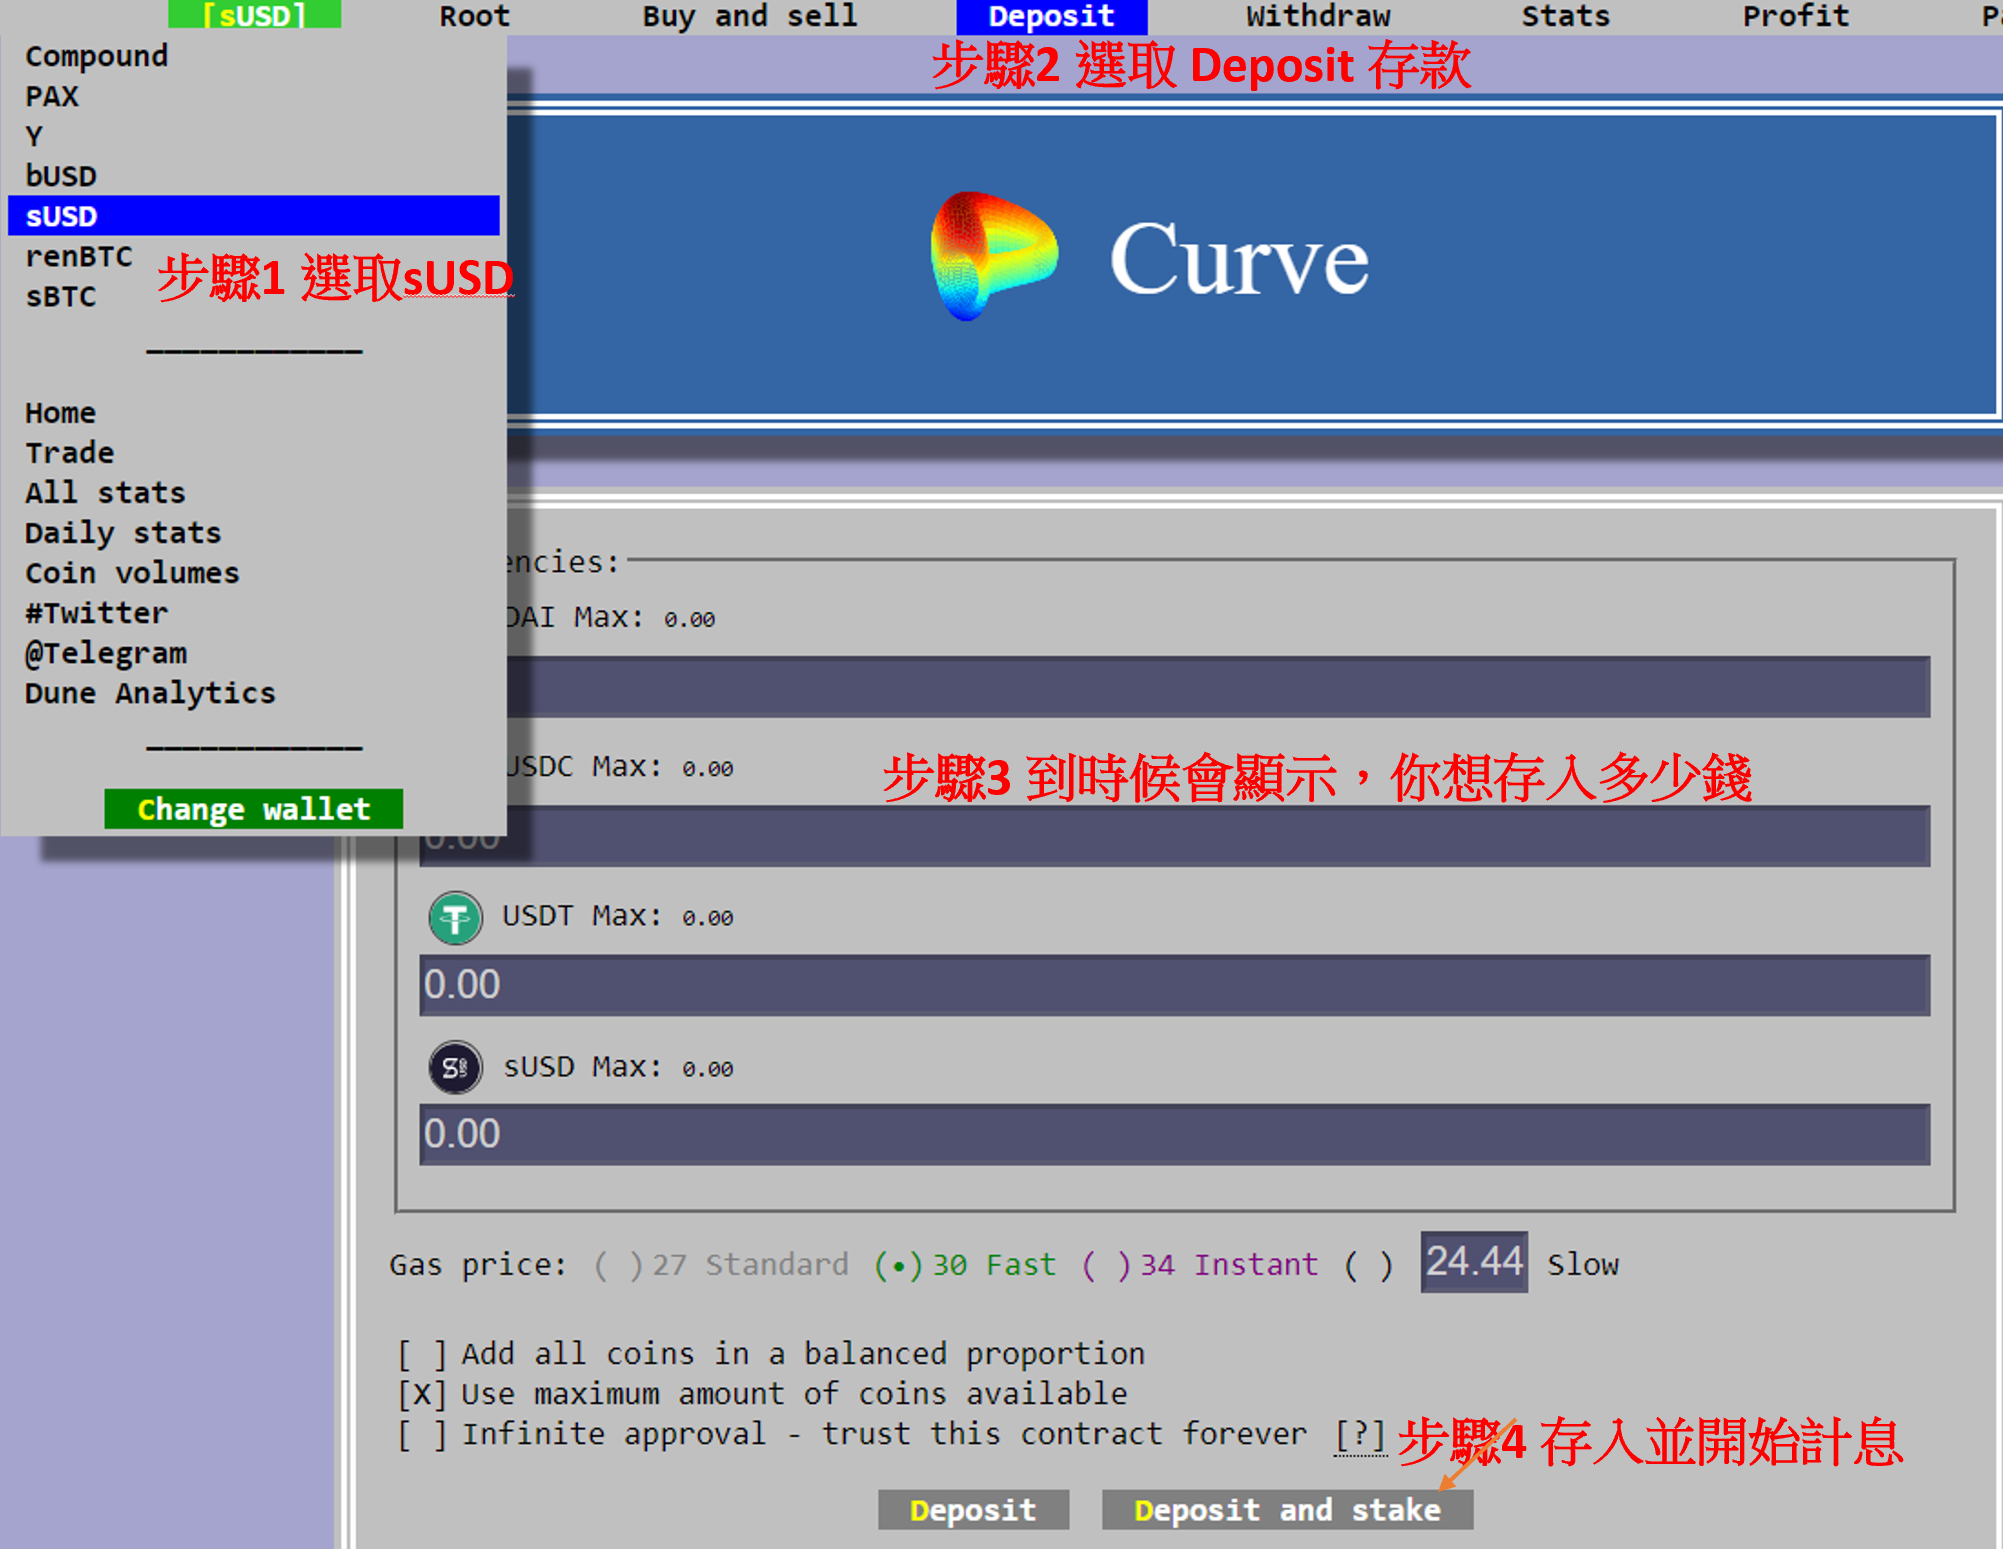 [sUSD] Root Buy and sell Deposit Withdraw Stats Profit
步驟2 選取 Deposit 存款
Compound
PAX
Y
bUSD
sUSD
renBTC
sBTC
步驟1 選取sUSD
____________
Home
Trade
All stats
Daily stats
Coin volumes
#Twitter
@Telegram
Dune Analytics
____________
Change wallet
Curve
encies:
DAI Max: 0.00
USDC Max: 0.00
步驟3 到時候會顯示，你想存入多少錢
0.00
USDT Max: 0.00
0.00
sUSD Max: 0.00
0.00
Gas price: ( )27 Standard (•)30 Fast ( )34 Instant ( ) 24.44 Slow
[ ] Add all coins in a balanced proportion
[X] Use maximum amount of coins available
[ ] Infinite approval - trust this contract forever [?]
步驟4 存入並開始計息
Deposit Deposit and stake